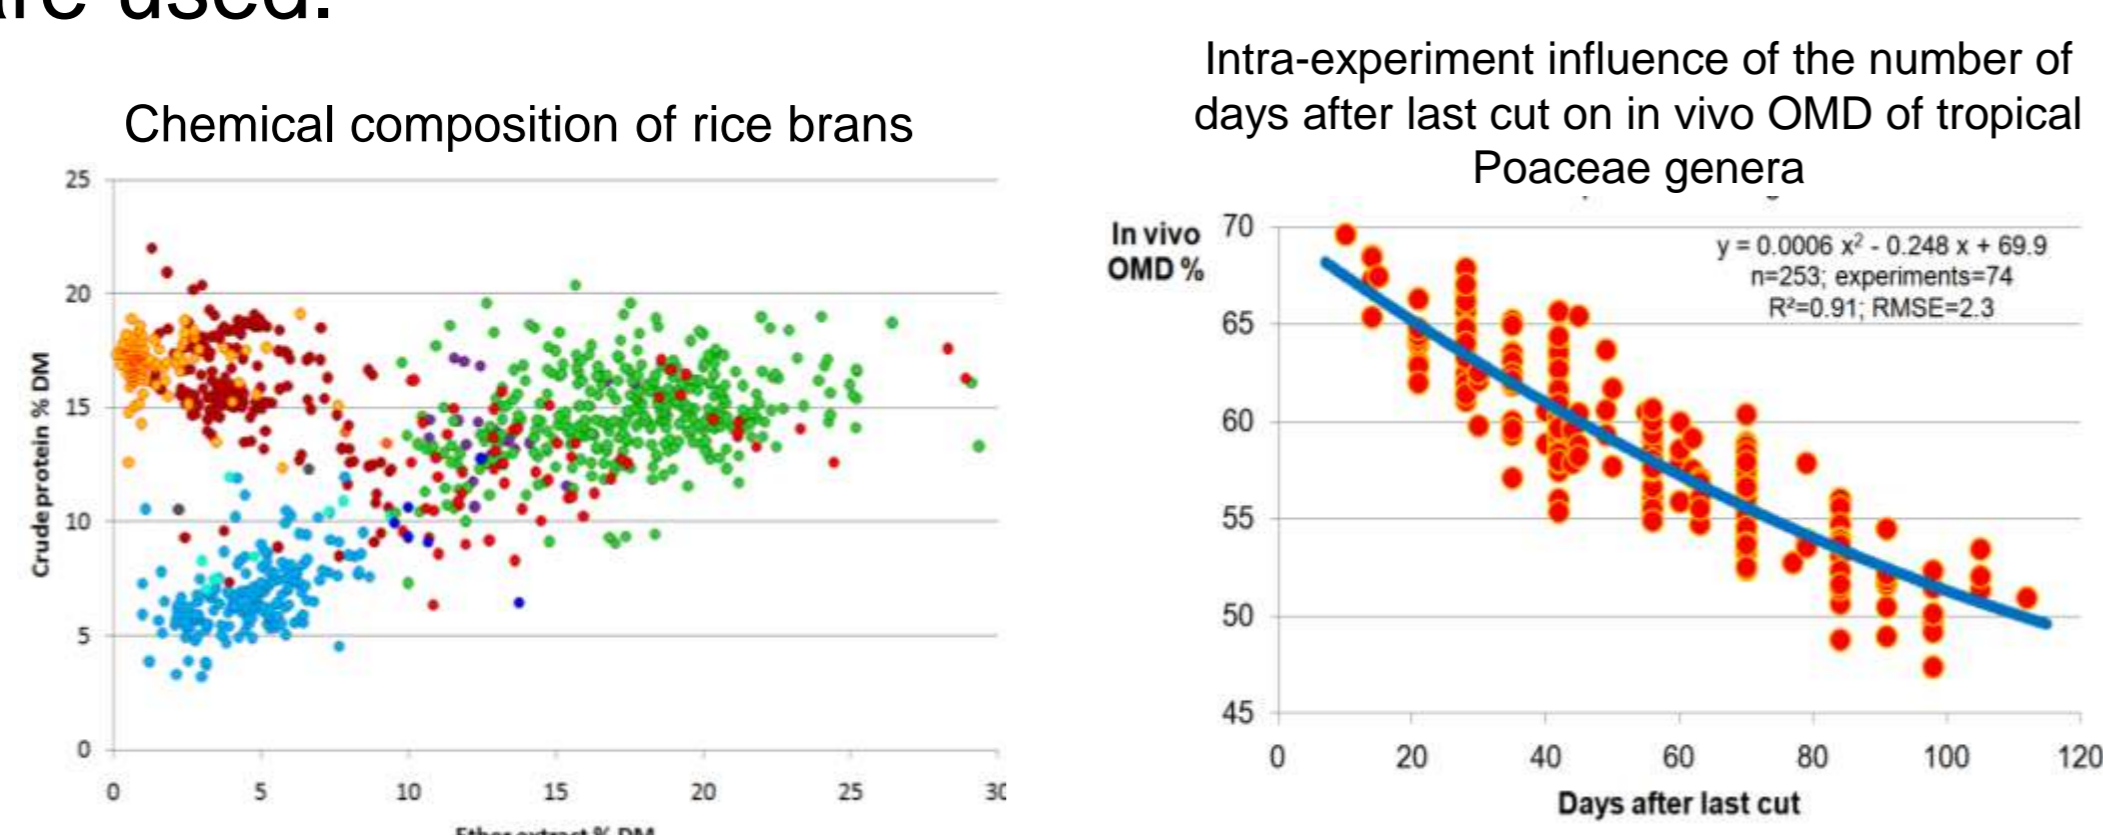 are used.
Chemical composition of rice brans
25
20
15
10
5
0
Crude protein % DM
0 5 10 15 20 25 30
Ether extract % DM
Intra-experiment influence of the number of
days after last cut on in vivo OMD of tropical
Poaceae genera
In vivo
OMD %
70
65
60
55
50
45
y = 0.0006 x² - 0.248 x + 69.9
n=253; experiments=74
R²=0.91; RMSE=2.3
0 20 40 60 80 100 120
Days after last cut